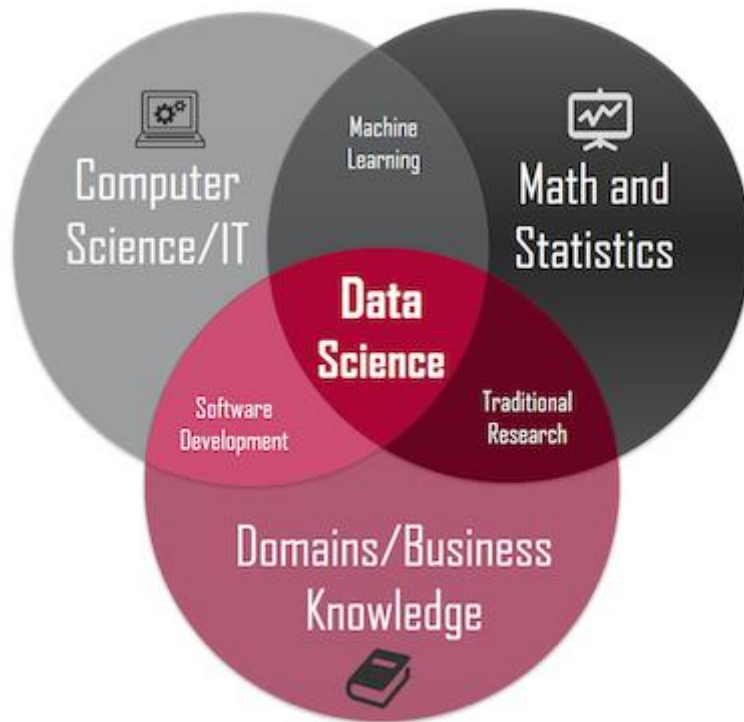 Machine
Learning
Computer
Science/IT
Math and
Statistics
Data
Science
Software
Development
Traditional
Research
Domains/Business
Knowledge